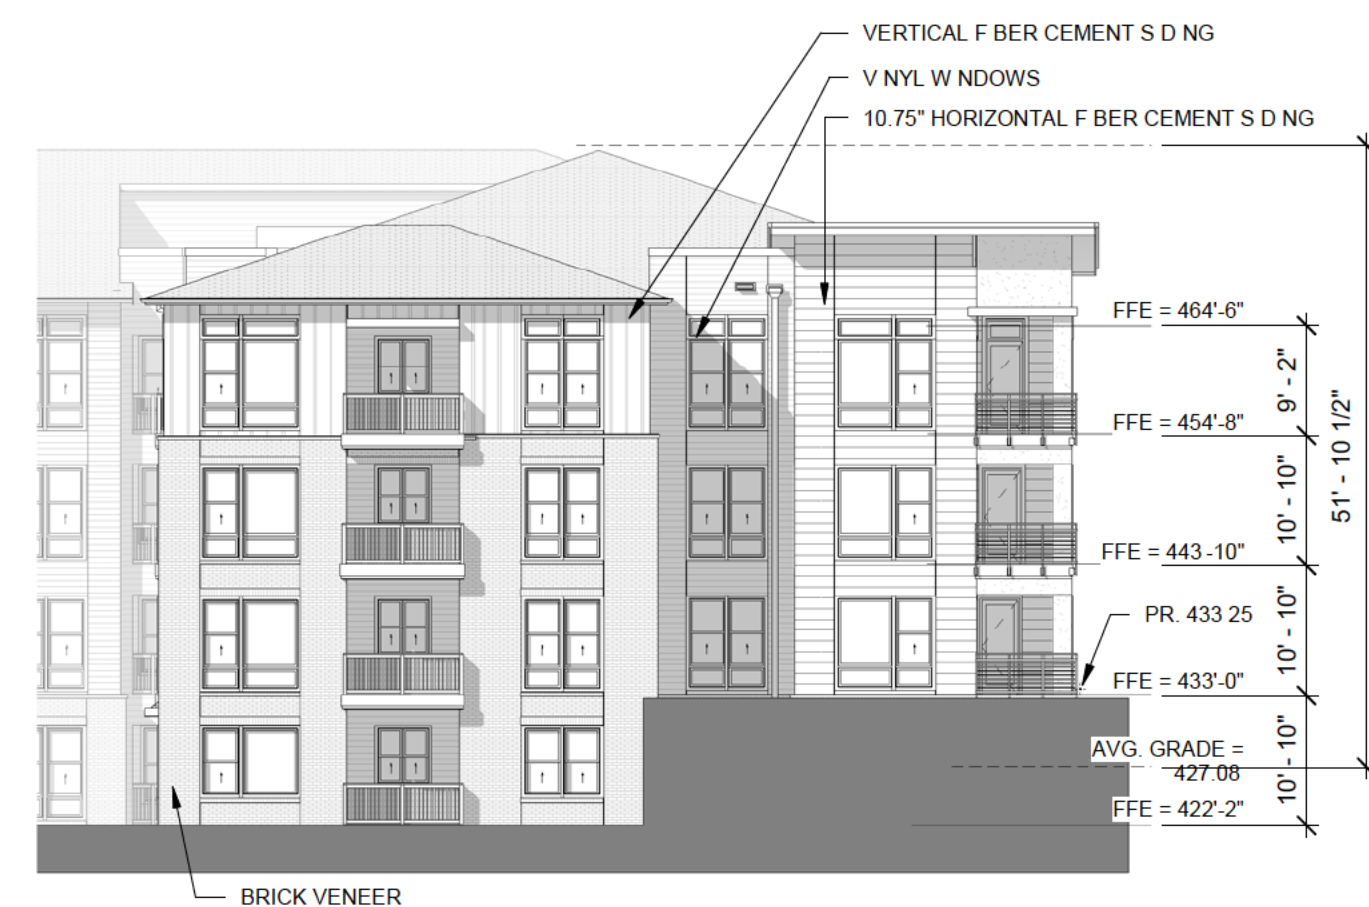 VERTICAL F BER CEMENT S D NG
V NYL W NDOWS
10.75" HORIZONTAL F BER CEMENT S D NG
FFE = 464'-6"
9' - 2"
51' - 10 1/2"
FFE = 454'-8"
10' - 10"
FFE = 443 -10"
10' - 10"
PR. 433 25
FFE = 433'-0"
10' - 10"
AVG. GRADE =
427.08
FFE = 422'-2"
BRICK VENEER